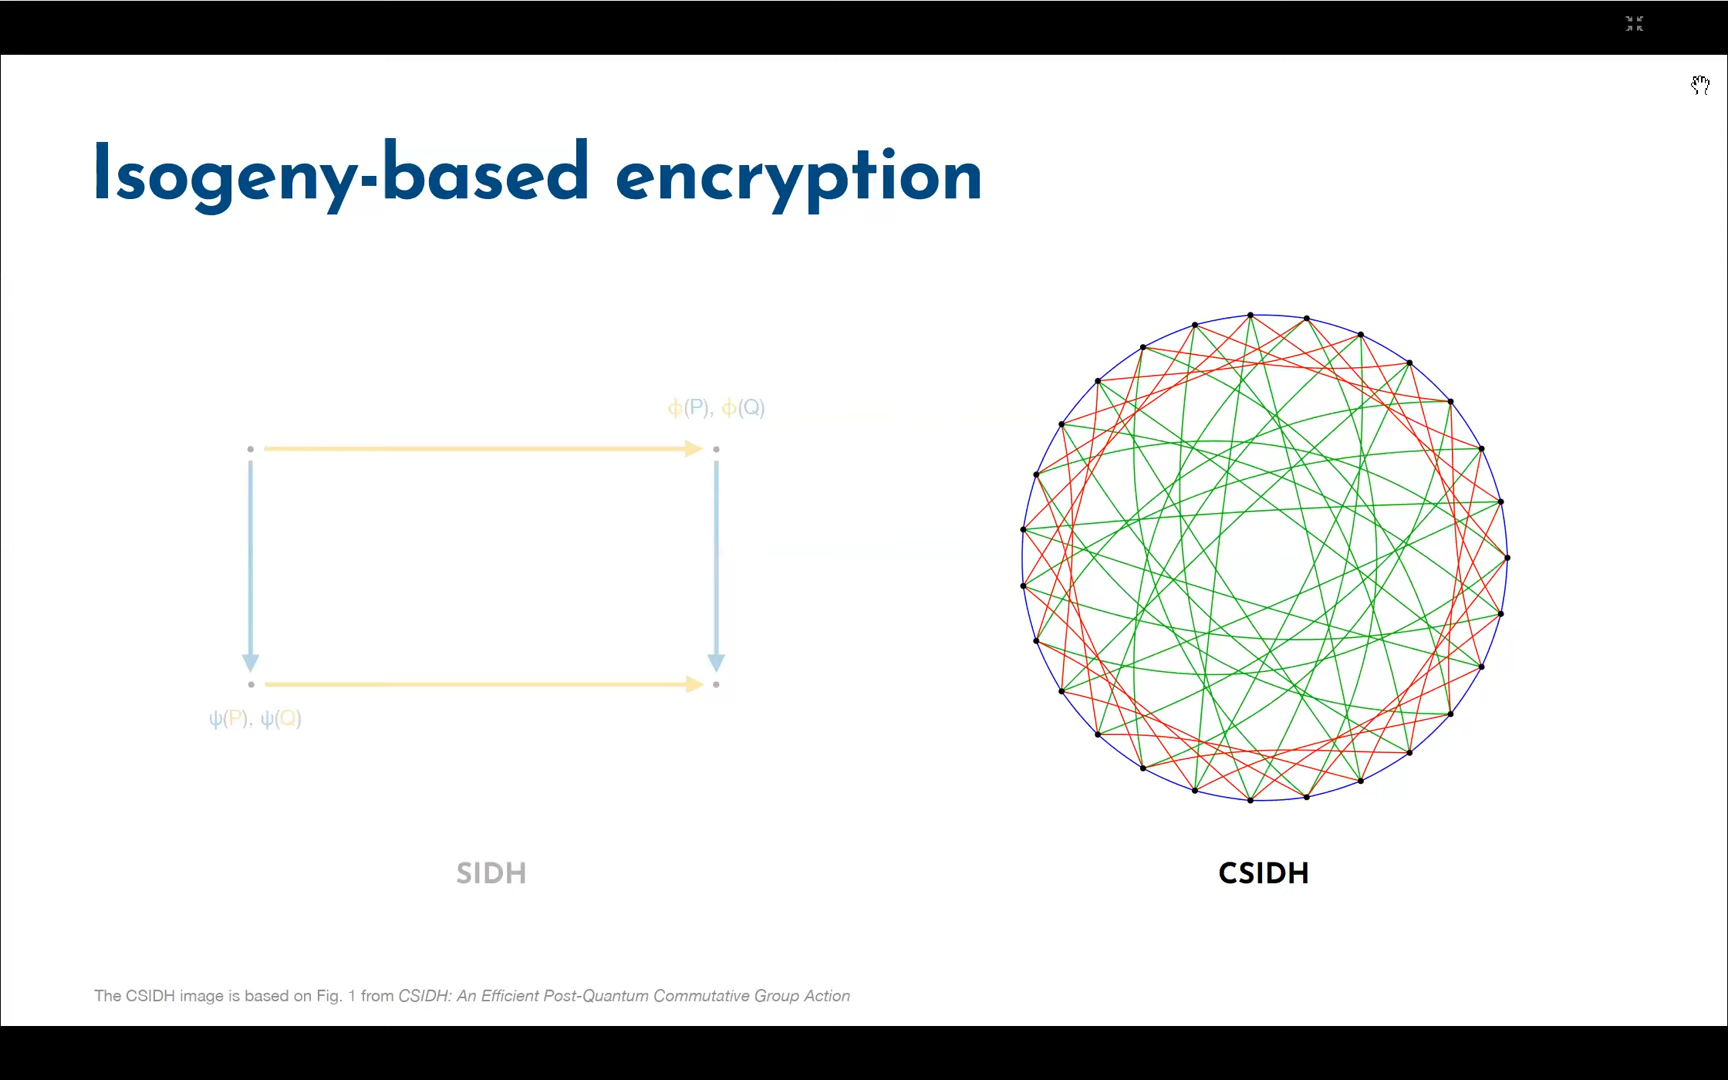 Isogeny-based encryption
ϕ(P), ϕ(Q)
ψ(P). ψ(Q)
SIDH
CSIDH
The CSIDH image is based on Fig. 1 from CSIDH: An Efficient Post-Quantum Commutative Group Action